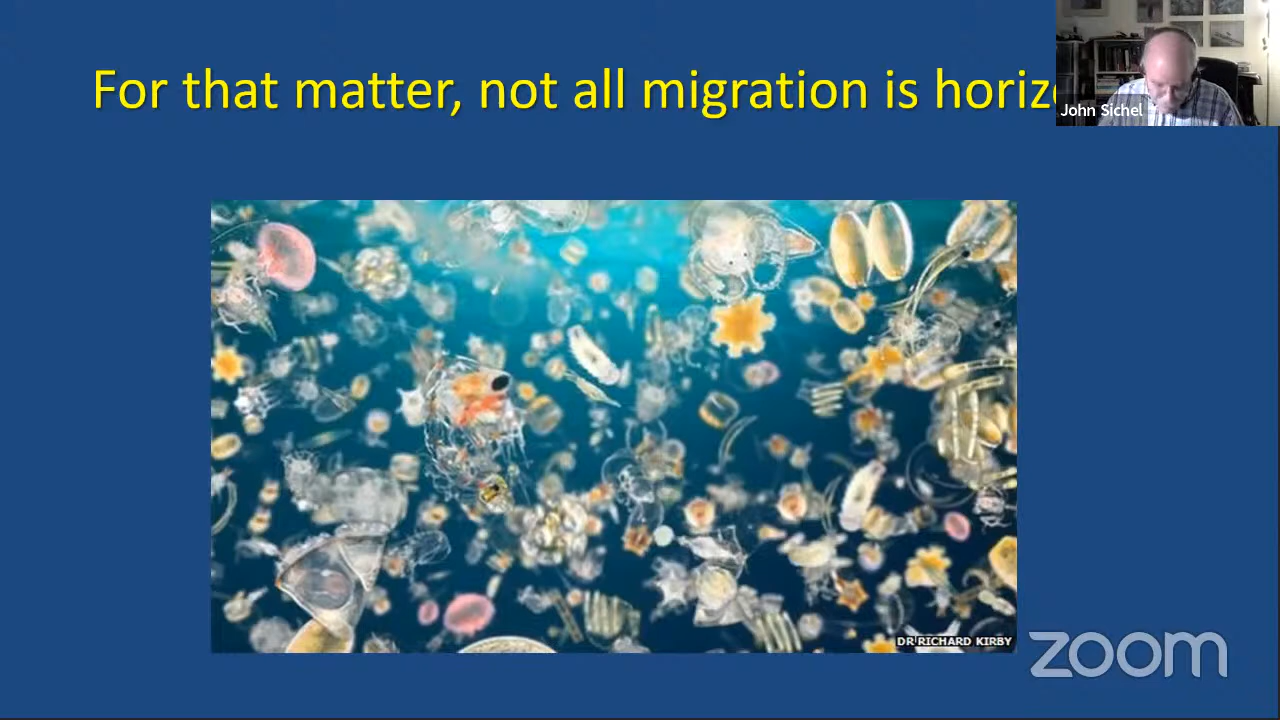 For that matter, not all migration is horiz
John Sichel
DR RICHARD KIRBY
zoom